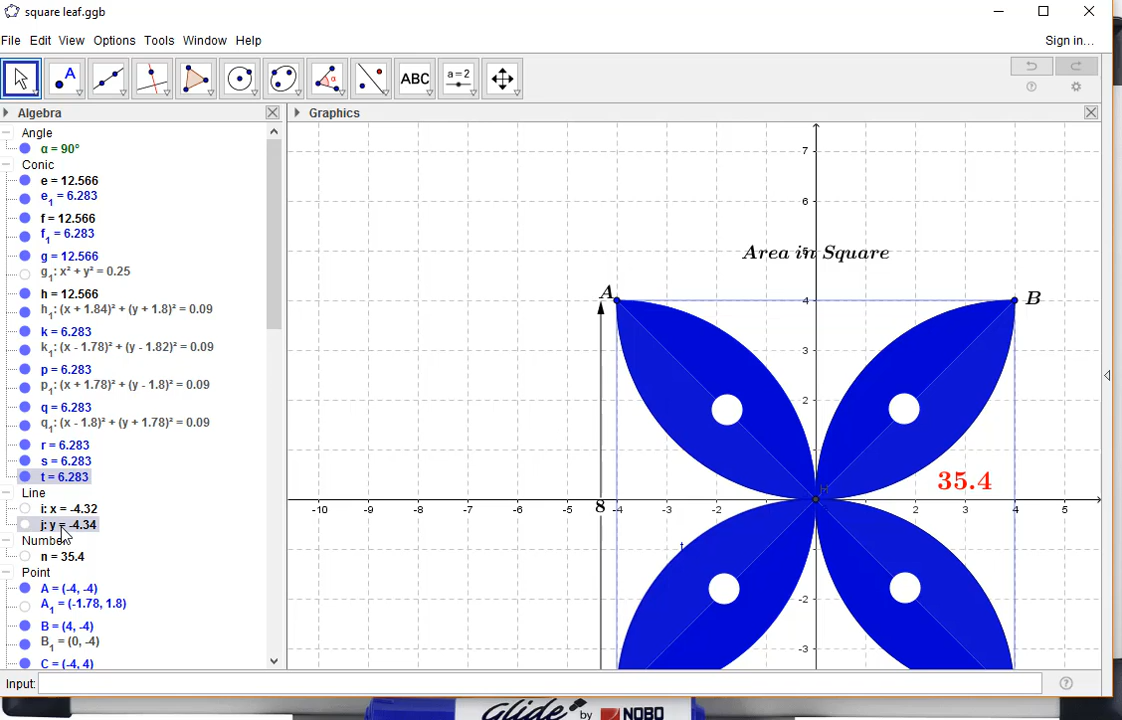 square leaf.ggb
File Edit View Options Tools Window Help
Sign in...
A
α
ABC
a=2
Algebra
Graphics
Angle
α = 90°
Conic
e = 12.566
e₁ = 6.283
f = 12.566
f₁ = 6.283
g = 12.566
g₁: x² + y² = 0.25
h = 12.566
h₁: (x + 1.84)² + (y + 1.8)² = 0.09
k = 6.283
k₁: (x - 1.78)² + (y - 1.82)² = 0.09
p = 6.283
p₁: (x + 1.78)² + (y - 1.8)² = 0.09
q = 6.283
q₁: (x - 1.8)² + (y + 1.78)² = 0.09
r = 6.283
s = 6.283
t = 6.283
Line
i: x = -4.32
j: y = -4.34
Number
n = 35.4
Point
A = (-4, -4)
A₁ = (-1.78, 1.8)
B = (4, -4)
B₁ = (0, -4)
C = (-4, 4)
7
6
5
Area in Square
A
4
B
3
2
35.4
-10 -9 -8 -7 -6 -5 -4 -3 -2 -1 1 2 3 4 5
8
t
-2
-3
Input:
Glide by NOBO